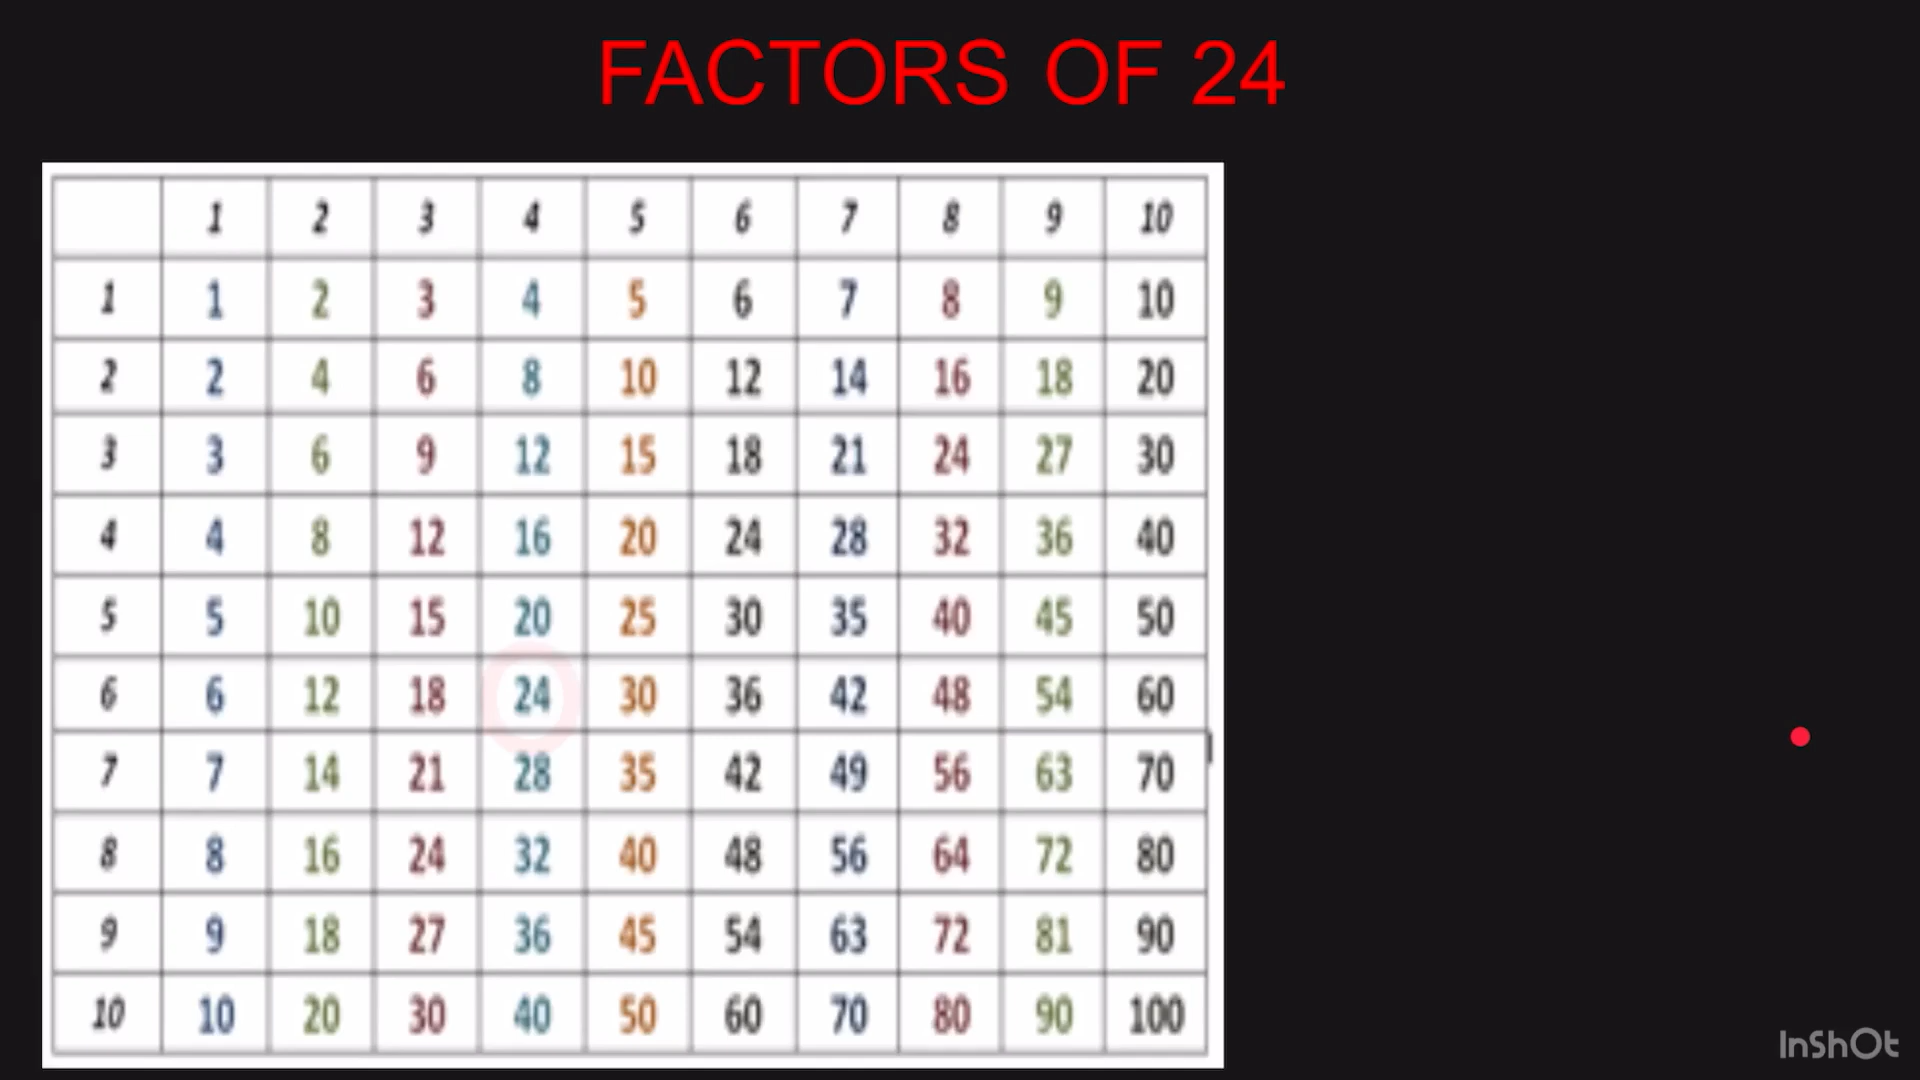 FACTORS OF 24
1 2 3 4 5 6 7 8 9 10
1 1 2 3 4 5 6 7 8 9 10
2 2 4 6 8 10 12 14 16 18 20
3 3 6 9 12 15 18 21 24 27 30
4 4 8 12 16 20 24 28 32 36 40
5 5 10 15 20 25 30 35 40 45 50
6 6 12 18 24 30 36 42 48 54 60
7 7 14 21 28 35 42 49 56 63 70
8 8 16 24 32 40 48 56 64 72 80
9 9 18 27 36 45 54 63 72 81 90
10 10 20 30 40 50 60 70 80 90 100
InShOt